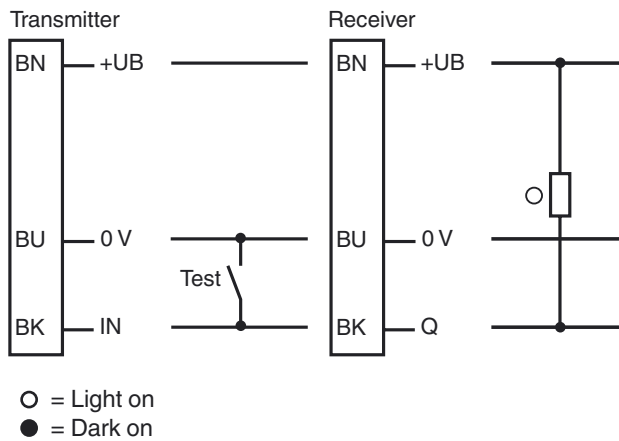 Transmitter Receiver
BN +UB BN +UB
BU 0 V BU 0 V
Test
BK IN BK Q
= Light on
= Dark on